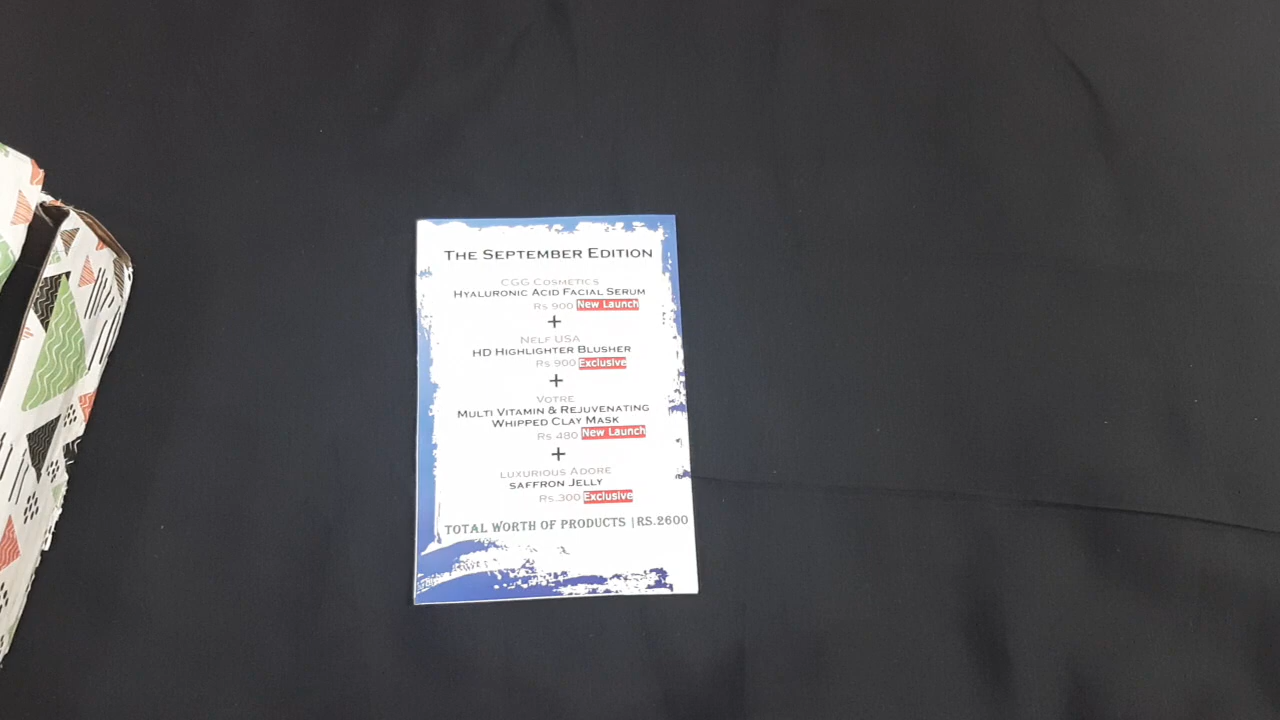 THE SEPTEMBER EDITION
CGG COSMETICS
HYALURONIC ACID FACIAL SERUM
RS 900 New Launch
+
NELF USA
HD HIGHLIGHTER BLUSHER
RS 900 Exclusive
+
VOTRE
MULTI VITAMIN & REJUVENATING
WHIPPED CLAY MASK
RS 480 New Launch
+
LUXURIOUS ADORE
SAFFRON JELLY
RS.300 Exclusive
TOTAL WORTH OF PRODUCTS |RS.2600